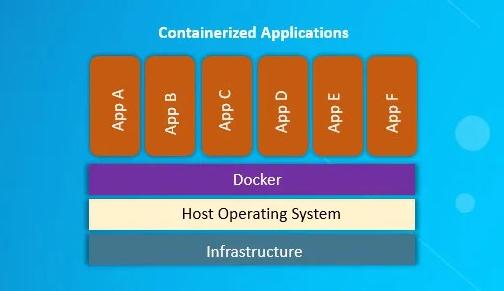 Containerized Applications
App A
App B
App C
App D
App E
App F
Docker
Host Operating System
Infrastructure